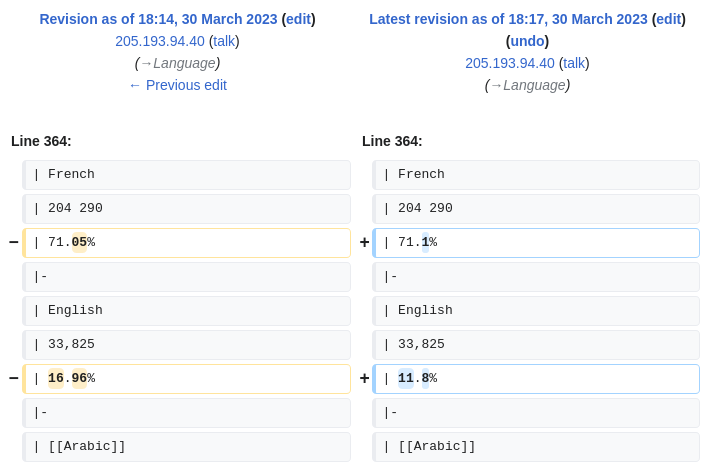 Revision as of 18:14, 30 March 2023 (edit)
205.193.94.40 (talk)
(→Language)
← Previous edit
Latest revision as of 18:17, 30 March 2023 (edit)
(undo)
205.193.94.40 (talk)
(→Language)
Line 364:
Line 364:
| French
| French
| 204 290
| 204 290
− | 71.05%
+ | 71.1%
|-
|-
| English
| English
| 33,825
| 33,825
− | 16.96%
+ | 11.8%
|-
|-
| [[Arabic]]
| [[Arabic]]